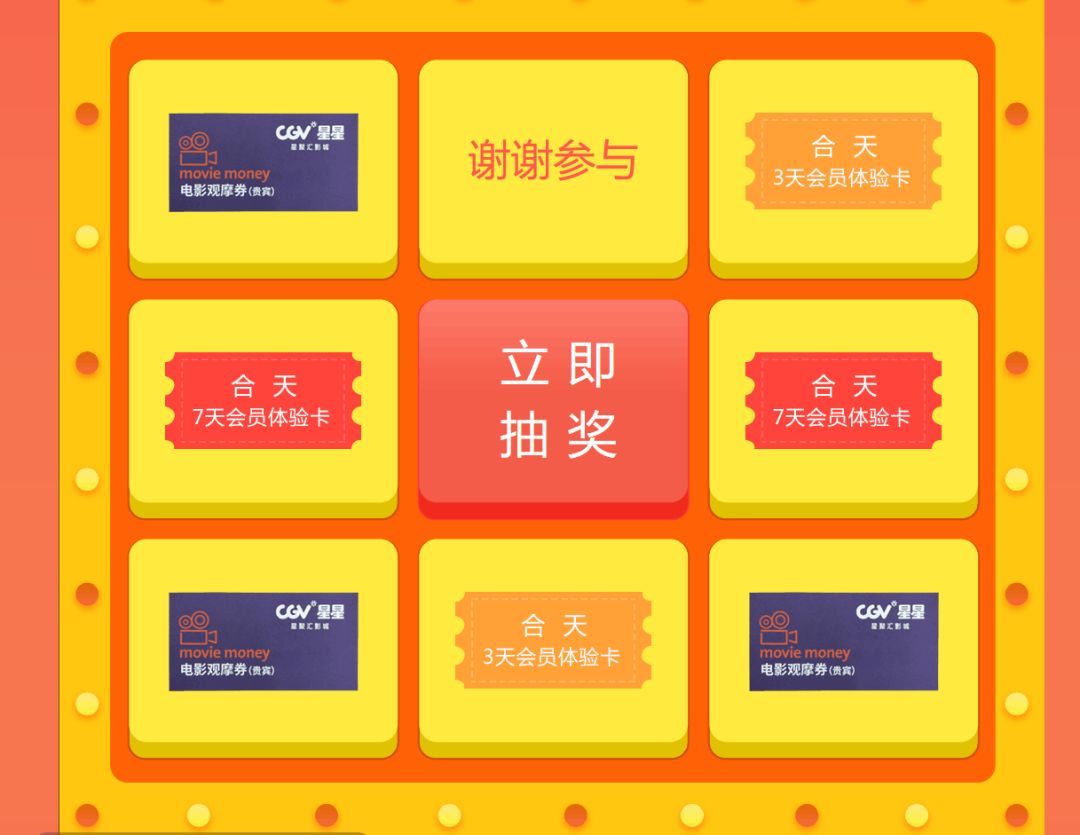 CGV 星星
星聚汇影城
movie money
电影观摩券(贵宾)
谢谢参与
合 天
3天会员体验卡
合 天
7天会员体验卡
立即
抽奖
合 天
7天会员体验卡
CGV 星星
星聚汇影城
movie money
电影观摩券(贵宾)
合 天
3天会员体验卡
CGV 星星
星聚汇影城
movie money
电影观摩券(贵宾)